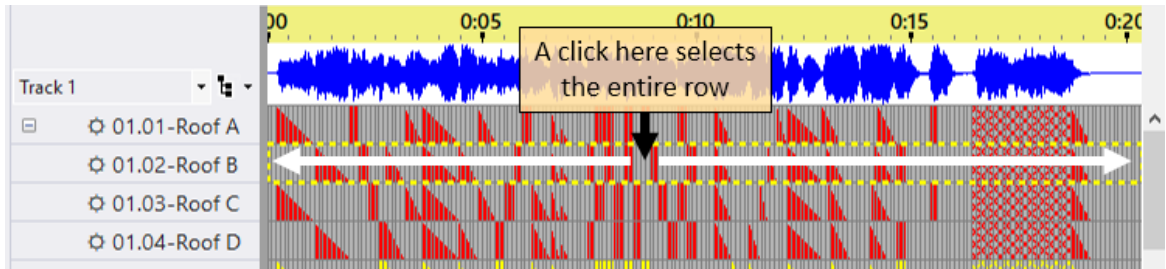 00 0:05 0:10 0:15 0:20
A click here selects
the entire row
Track 1
01.01-Roof A
01.02-Roof B
01.03-Roof C
01.04-Roof D